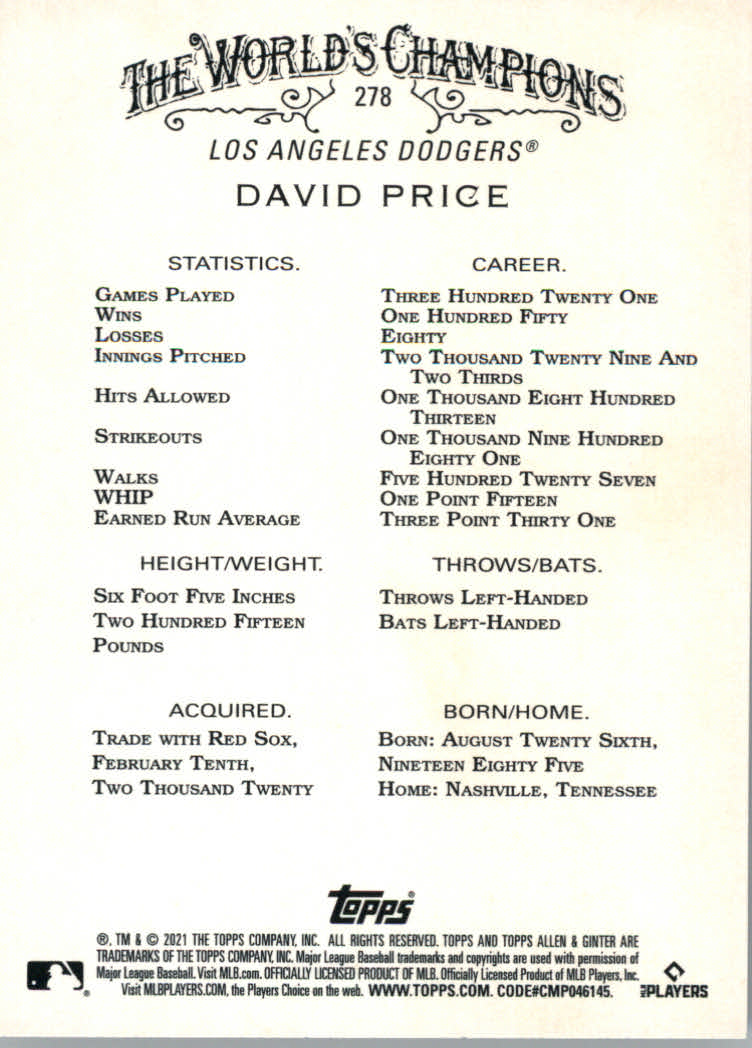 THE WORLD'S CHAMPIONS
278
LOS ANGELES DODGERS®
DAVID PRICE
STATISTICS. CAREER.
GAMES PLAYED THREE HUNDRED TWENTY ONE
WINS ONE HUNDRED FIFTY
LOSSES EIGHTY
INNINGS PITCHED TWO THOUSAND TWENTY NINE AND
TWO THIRDS
HITS ALLOWED ONE THOUSAND EIGHT HUNDRED
THIRTEEN
STRIKEOUTS ONE THOUSAND NINE HUNDRED
EIGHTY ONE
WALKS FIVE HUNDRED TWENTY SEVEN
WHIP ONE POINT FIFTEEN
EARNED RUN AVERAGE THREE POINT THIRTY ONE
HEIGHT/WEIGHT. THROWS/BATS.
SIX FOOT FIVE INCHES THROWS LEFT-HANDED
TWO HUNDRED FIFTEEN BATS LEFT-HANDED
POUNDS
ACQUIRED. BORN/HOME.
TRADE WITH RED SOX, BORN: AUGUST TWENTY SIXTH,
FEBRUARY TENTH, NINETEEN EIGHTY FIVE
TWO THOUSAND TWENTY HOME: NASHVILLE, TENNESSEE
TOPPS®
®, TM & © 2021 THE TOPPS COMPANY, INC. ALL RIGHTS RESERVED. TOPPS AND TOPPS ALLEN & GINTER ARE
TRADEMARKS OF THE TOPPS COMPANY, INC. Major League Baseball trademarks and copyrights are used with permission of
Major League Baseball. Visit MLB.com. OFFICIALLY LICENSED PRODUCT OF MLB. Officially Licensed Product of MLB Players, Inc.
Visit MLBPLAYERS.COM, the Players Choice on the web. WWW.TOPPS.COM. CODE#CMP046145.
MLB PLAYERS